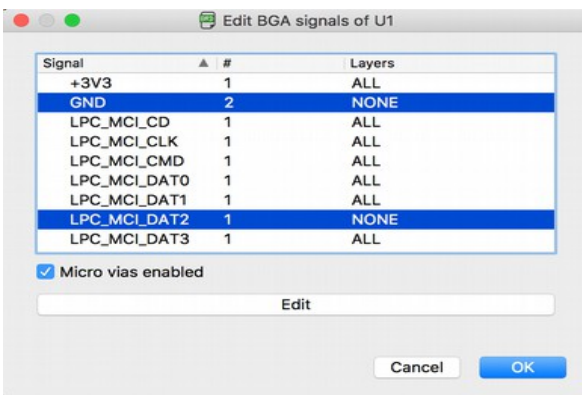 Edit BGA signals of U1
Signal # Layers
+3V3 1 ALL
GND 2 NONE
LPC_MCI_CD 1 ALL
LPC_MCI_CLK 1 ALL
LPC_MCI_CMD 1 ALL
LPC_MCI_DAT0 1 ALL
LPC_MCI_DAT1 1 ALL
LPC_MCI_DAT2 1 NONE
LPC_MCI_DAT3 1 ALL
Micro vias enabled
Edit
Cancel OK